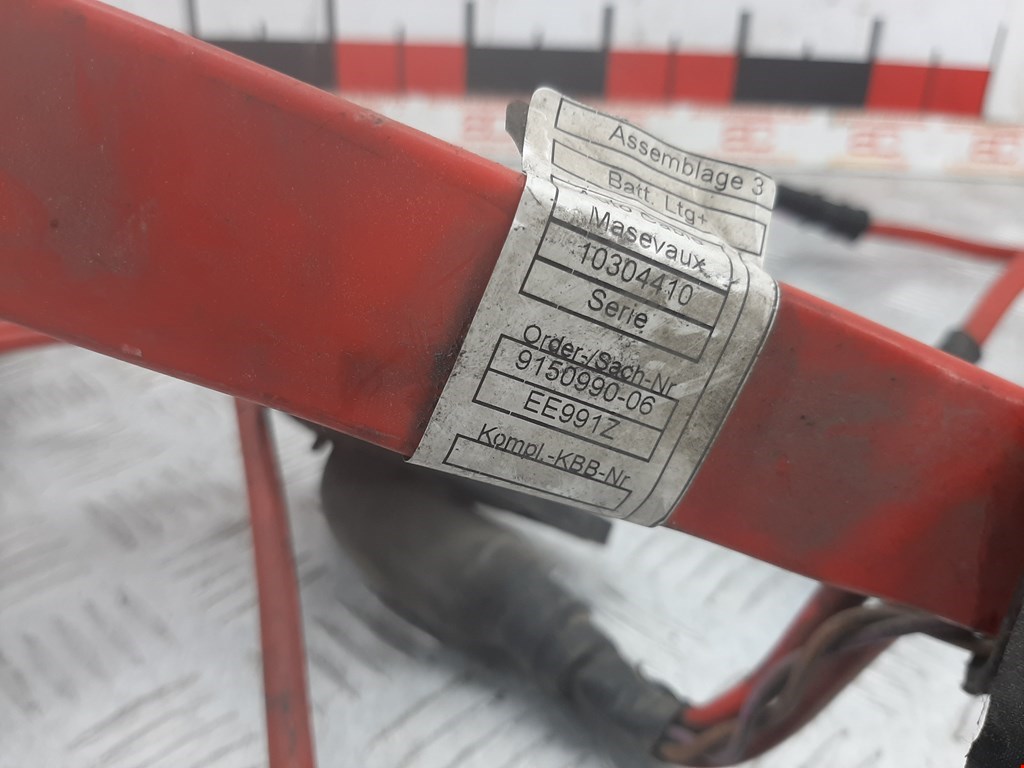 Assemblage 3
Batt. Ltg+
Masevaux
10304410
Serie
Order-/Sach-Nr
9150990-06
EE991Z
Kompl.-KBB-Nr